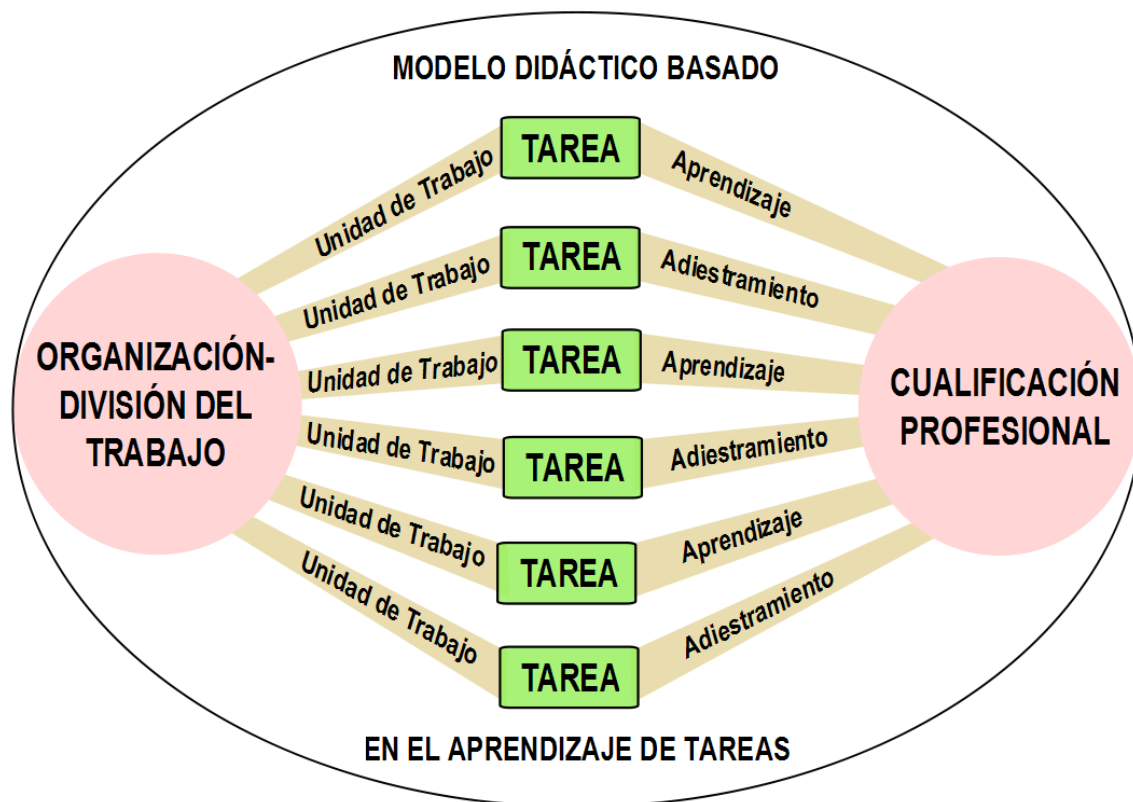 MODELO DIDÁCTICO BASADO
TAREA
TAREA
TAREA
TAREA
TAREA
TAREA
Unidad de Trabajo
Unidad de Trabajo
Unidad de Trabajo
Unidad de Trabajo
Unidad de Trabajo
Unidad de Trabajo
Aprendizaje
Adiestramiento
Aprendizaje
Adiestramiento
Aprendizaje
Adiestramiento
ORGANIZACIÓN-
DIVISIÓN DEL
TRABAJO
CUALIFICACIÓN
PROFESIONAL
EN EL APRENDIZAJE DE TAREAS